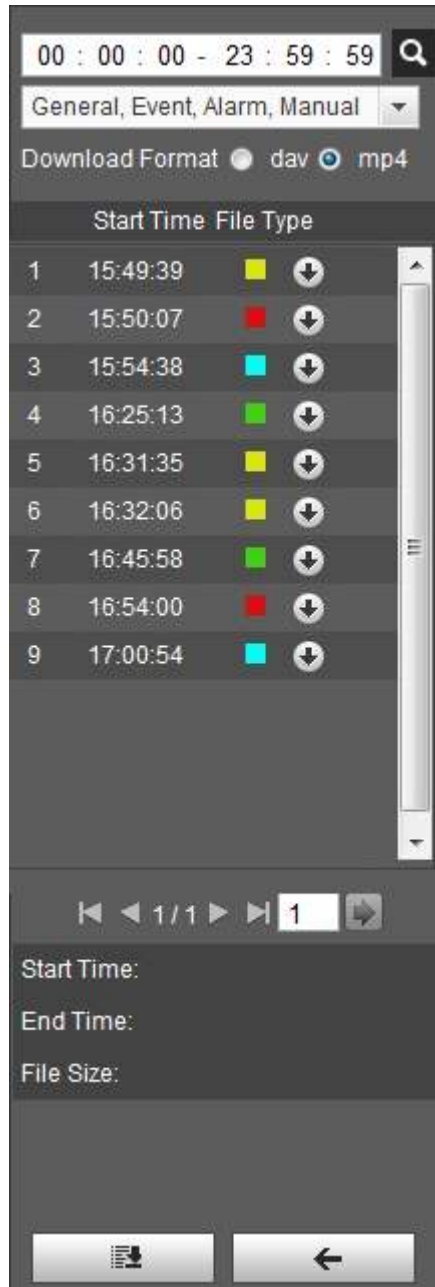 00 : 00 : 00 - 23 : 59 : 59
General, Event, Alarm, Manual
Download Format dav mp4
Start Time File Type
1 15:49:39
2 15:50:07
3 15:54:38
4 16:25:13
5 16:31:35
6 16:32:06
7 16:45:58
8 16:54:00
9 17:00:54
1 / 1 1
Start Time:
End Time:
File Size: